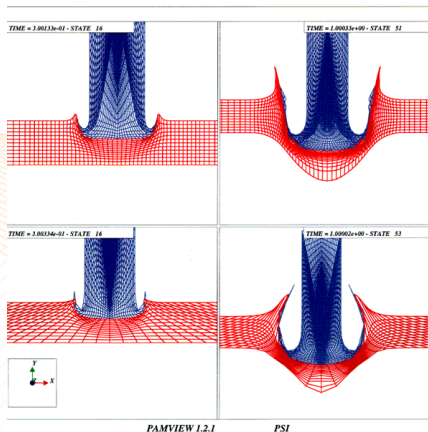 TIME = 3.00133e-01 - STATE 16
TIME = 1.00033e+00 - STATE 51
TIME = 3.00334e-01 - STATE 16
TIME = 1.00002e+00 - STATE 53
Y
X
PAMVIEW 1.2.1
PSI